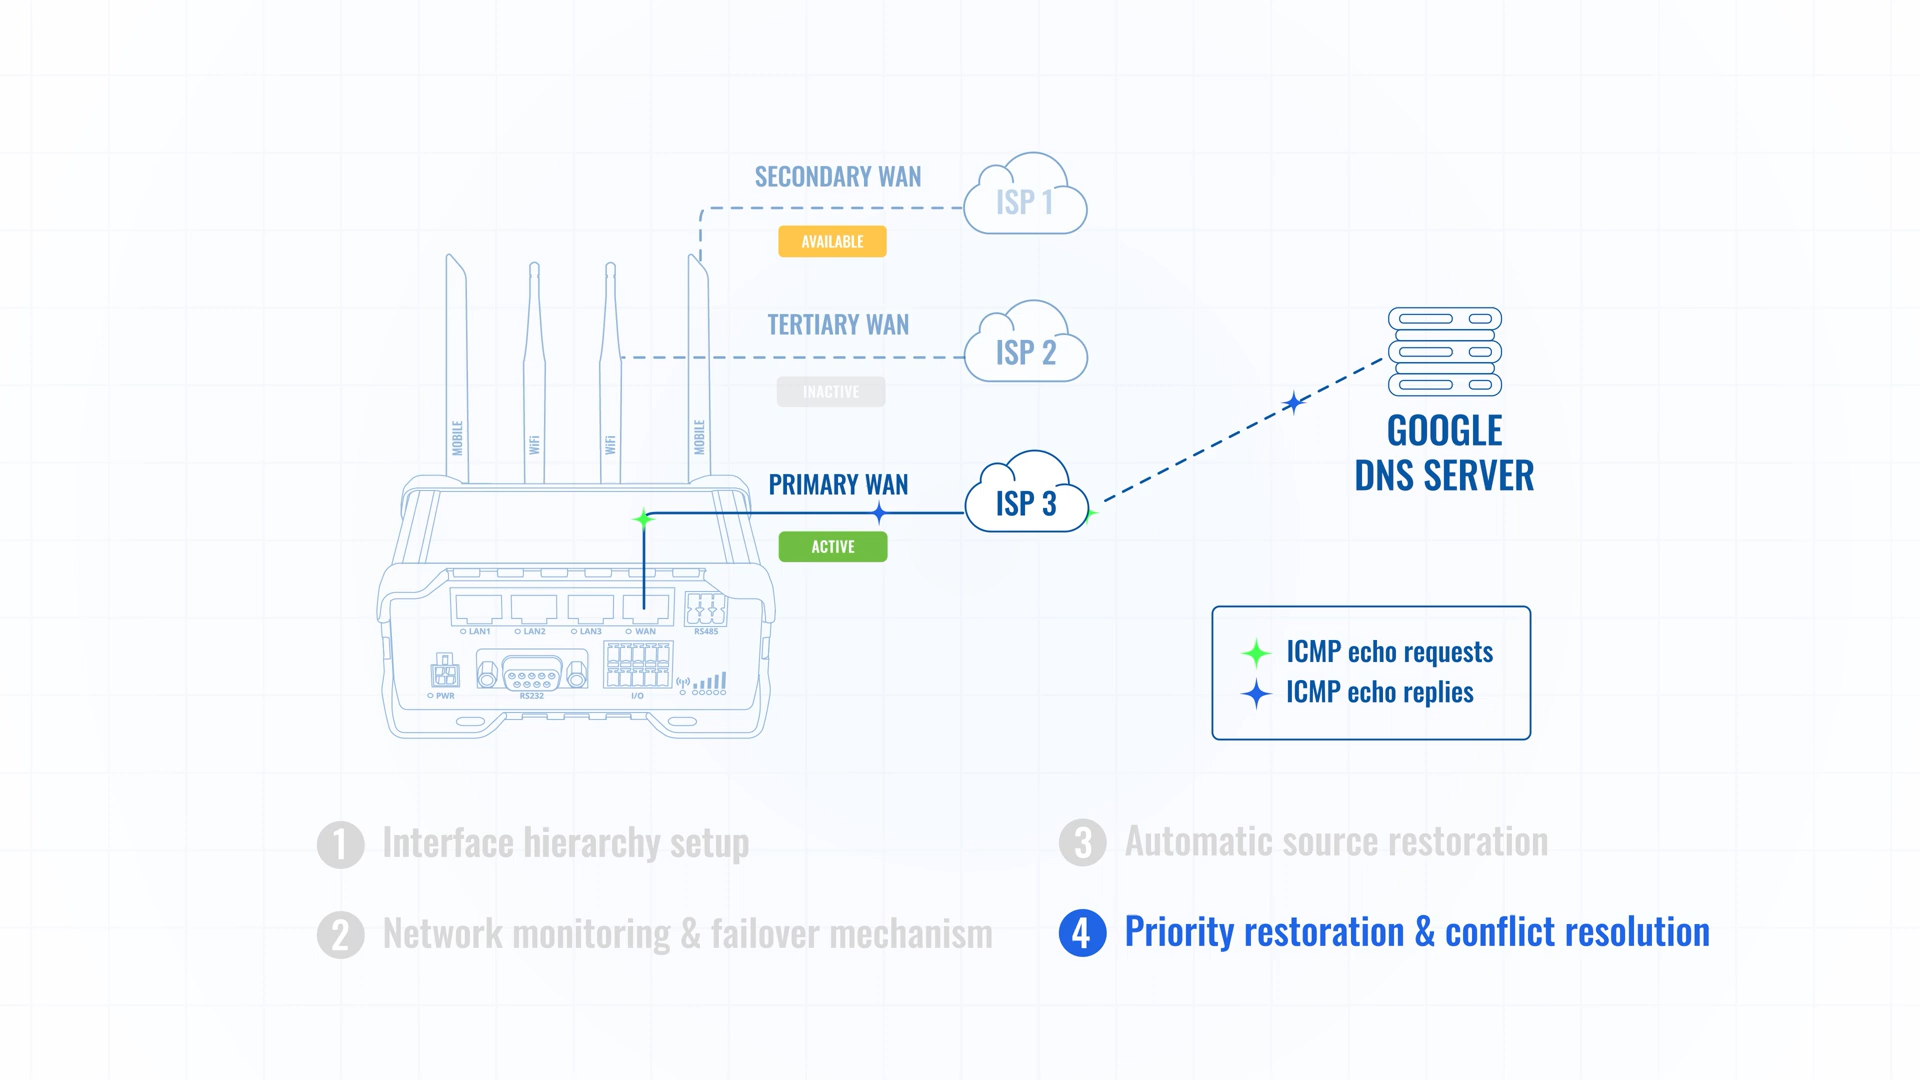 SECONDARY WAN
ISP 1
AVAILABLE
TERTIARY WAN
ISP 2
INACTIVE
MOBILE
WiFi
WiFi
MOBILE
PRIMARY WAN
ISP 3
ACTIVE
GOOGLE
DNS SERVER
LAN1
LAN2
LAN3
WAN
RS485
PWR
RS232
I/O
ICMP echo requests
ICMP echo replies
1 Interface hierarchy setup
2 Network monitoring & failover mechanism
3 Automatic source restoration
4 Priority restoration & conflict resolution